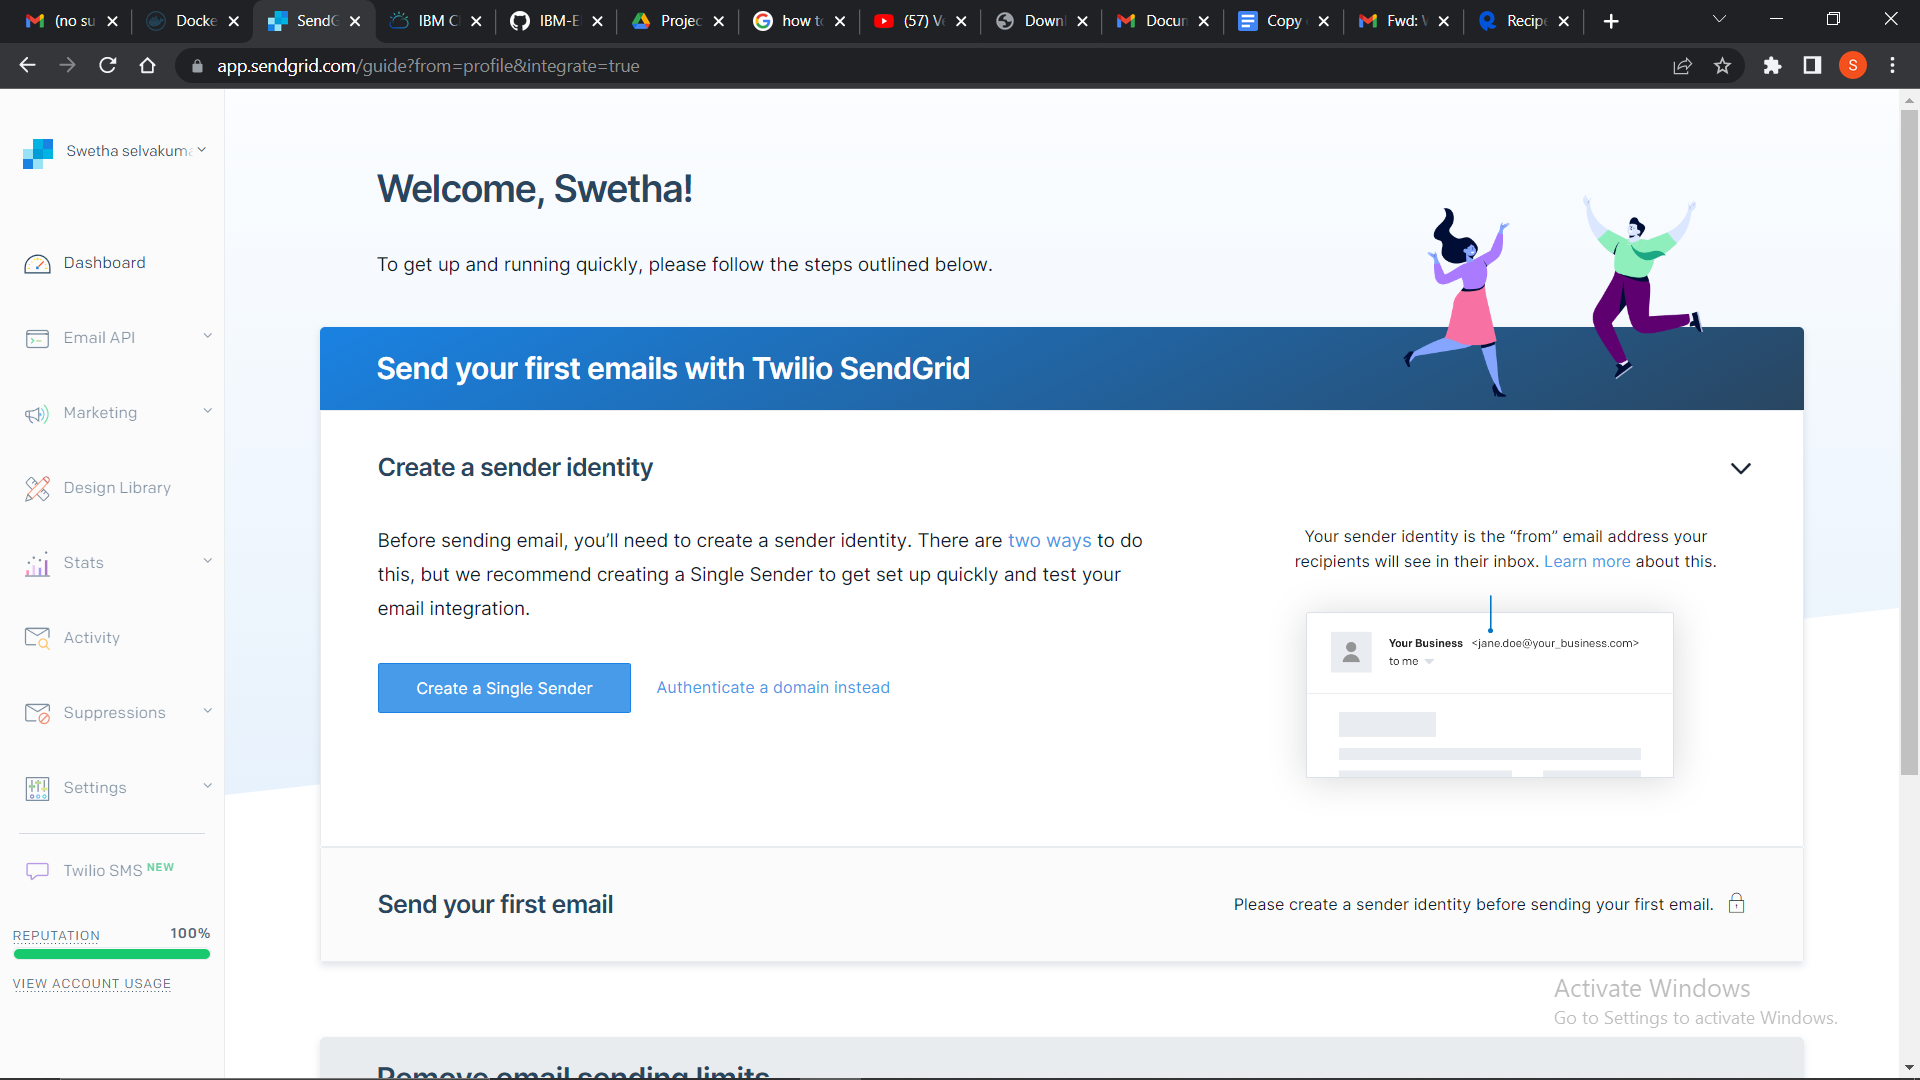 (no su
Docke
SendG
IBM C
IBM-E
Projec
how to
(57) Ve
Down
Docum
Copy
Fwd: V
Recipe
app.sendgrid.com/guide?from=profile&integrate=true
S
Swetha selvakuma
Dashboard
Email API
Marketing
Design Library
Stats
Activity
Suppressions
Settings
Twilio SMS NEW
REPUTATION 100%
VIEW ACCOUNT USAGE
Welcome, Swetha!
To get up and running quickly, please follow the steps outlined below.
Send your first emails with Twilio SendGrid
Create a sender identity
Before sending email, you’ll need to create a sender identity. There are two ways to do
this, but we recommend creating a Single Sender to get set up quickly and test your
email integration.
Create a Single Sender
Authenticate a domain instead
Your sender identity is the “from” email address your
recipients will see in their inbox. Learn more about this.
Your Business <jane.doe@your_business.com>
to me
Send your first email
Please create a sender identity before sending your first email.
Activate Windows
Go to Settings to activate Windows.
Remove email sending limits